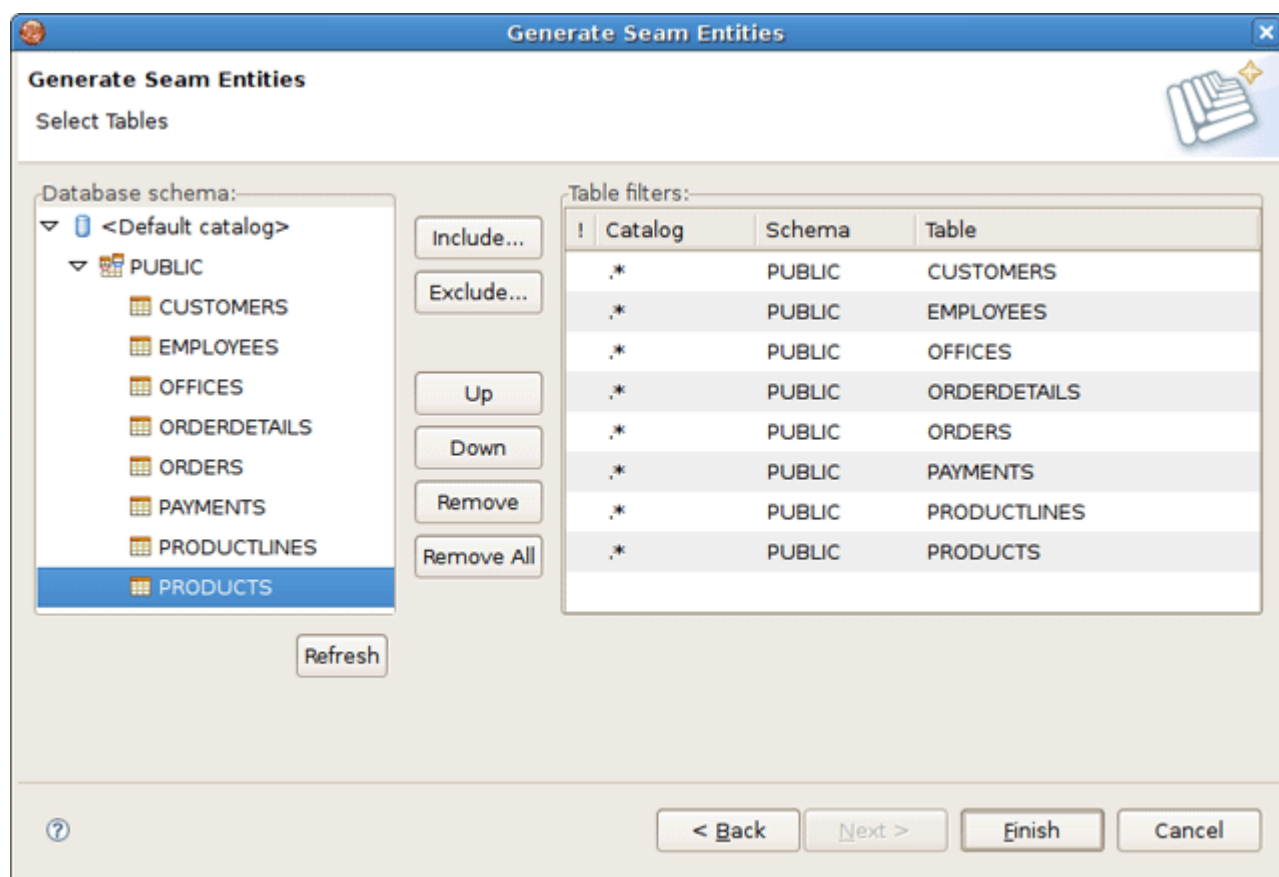 Generate Seam Entities
Generate Seam Entities
Select Tables
Database schema:
<Default catalog>
PUBLIC
CUSTOMERS
EMPLOYEES
OFFICES
ORDERDETAILS
ORDERS
PAYMENTS
PRODUCTLINES
PRODUCTS
Refresh
Include...
Exclude...
Up
Down
Remove
Remove All
Table filters:
! Catalog Schema Table
.* PUBLIC CUSTOMERS
.* PUBLIC EMPLOYEES
.* PUBLIC OFFICES
.* PUBLIC ORDERDETAILS
.* PUBLIC ORDERS
.* PUBLIC PAYMENTS
.* PUBLIC PRODUCTLINES
.* PUBLIC PRODUCTS
? < Back Next > Finish Cancel